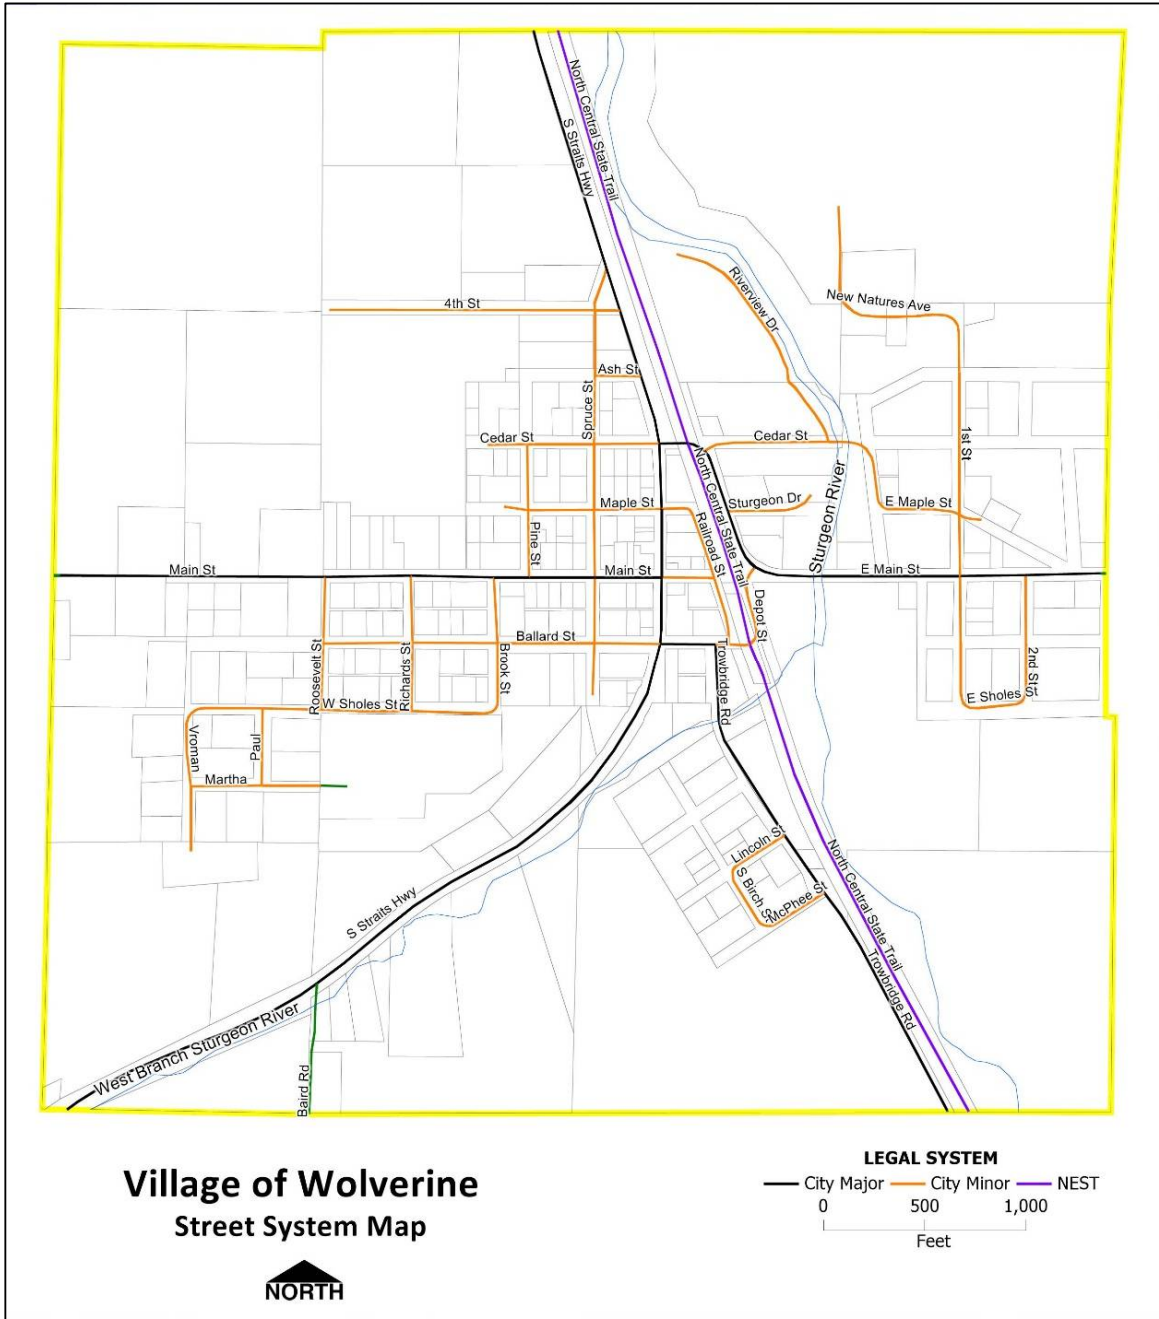 North Central State Trail
S Straits Hwy
Riverview Dr
New Natures Ave
4th St
Ash St
Spruce St
Cedar St
Cedar St
1st St
North Central State Trail
Sturgeon River
Maple St
Sturgeon Dr
E Maple St
Pine St
Railroad St
Main St
Main St
E Main St
Depot St
Ballard St
Roosevelt St
Richards St
Brook St
Trowbridge Rd
2nd St
W Sholes St
E Sholes St
Vroman
Paul
Martha
Lincoln St
S Birch St
McPhee St
North Central State Trail
S Straits Hwy
Trowbridge Rd
West Branch Sturgeon River
Baird Rd
Village of Wolverine
Street System Map
NORTH
LEGAL SYSTEM
City Major City Minor NEST
0 500 1,000
Feet